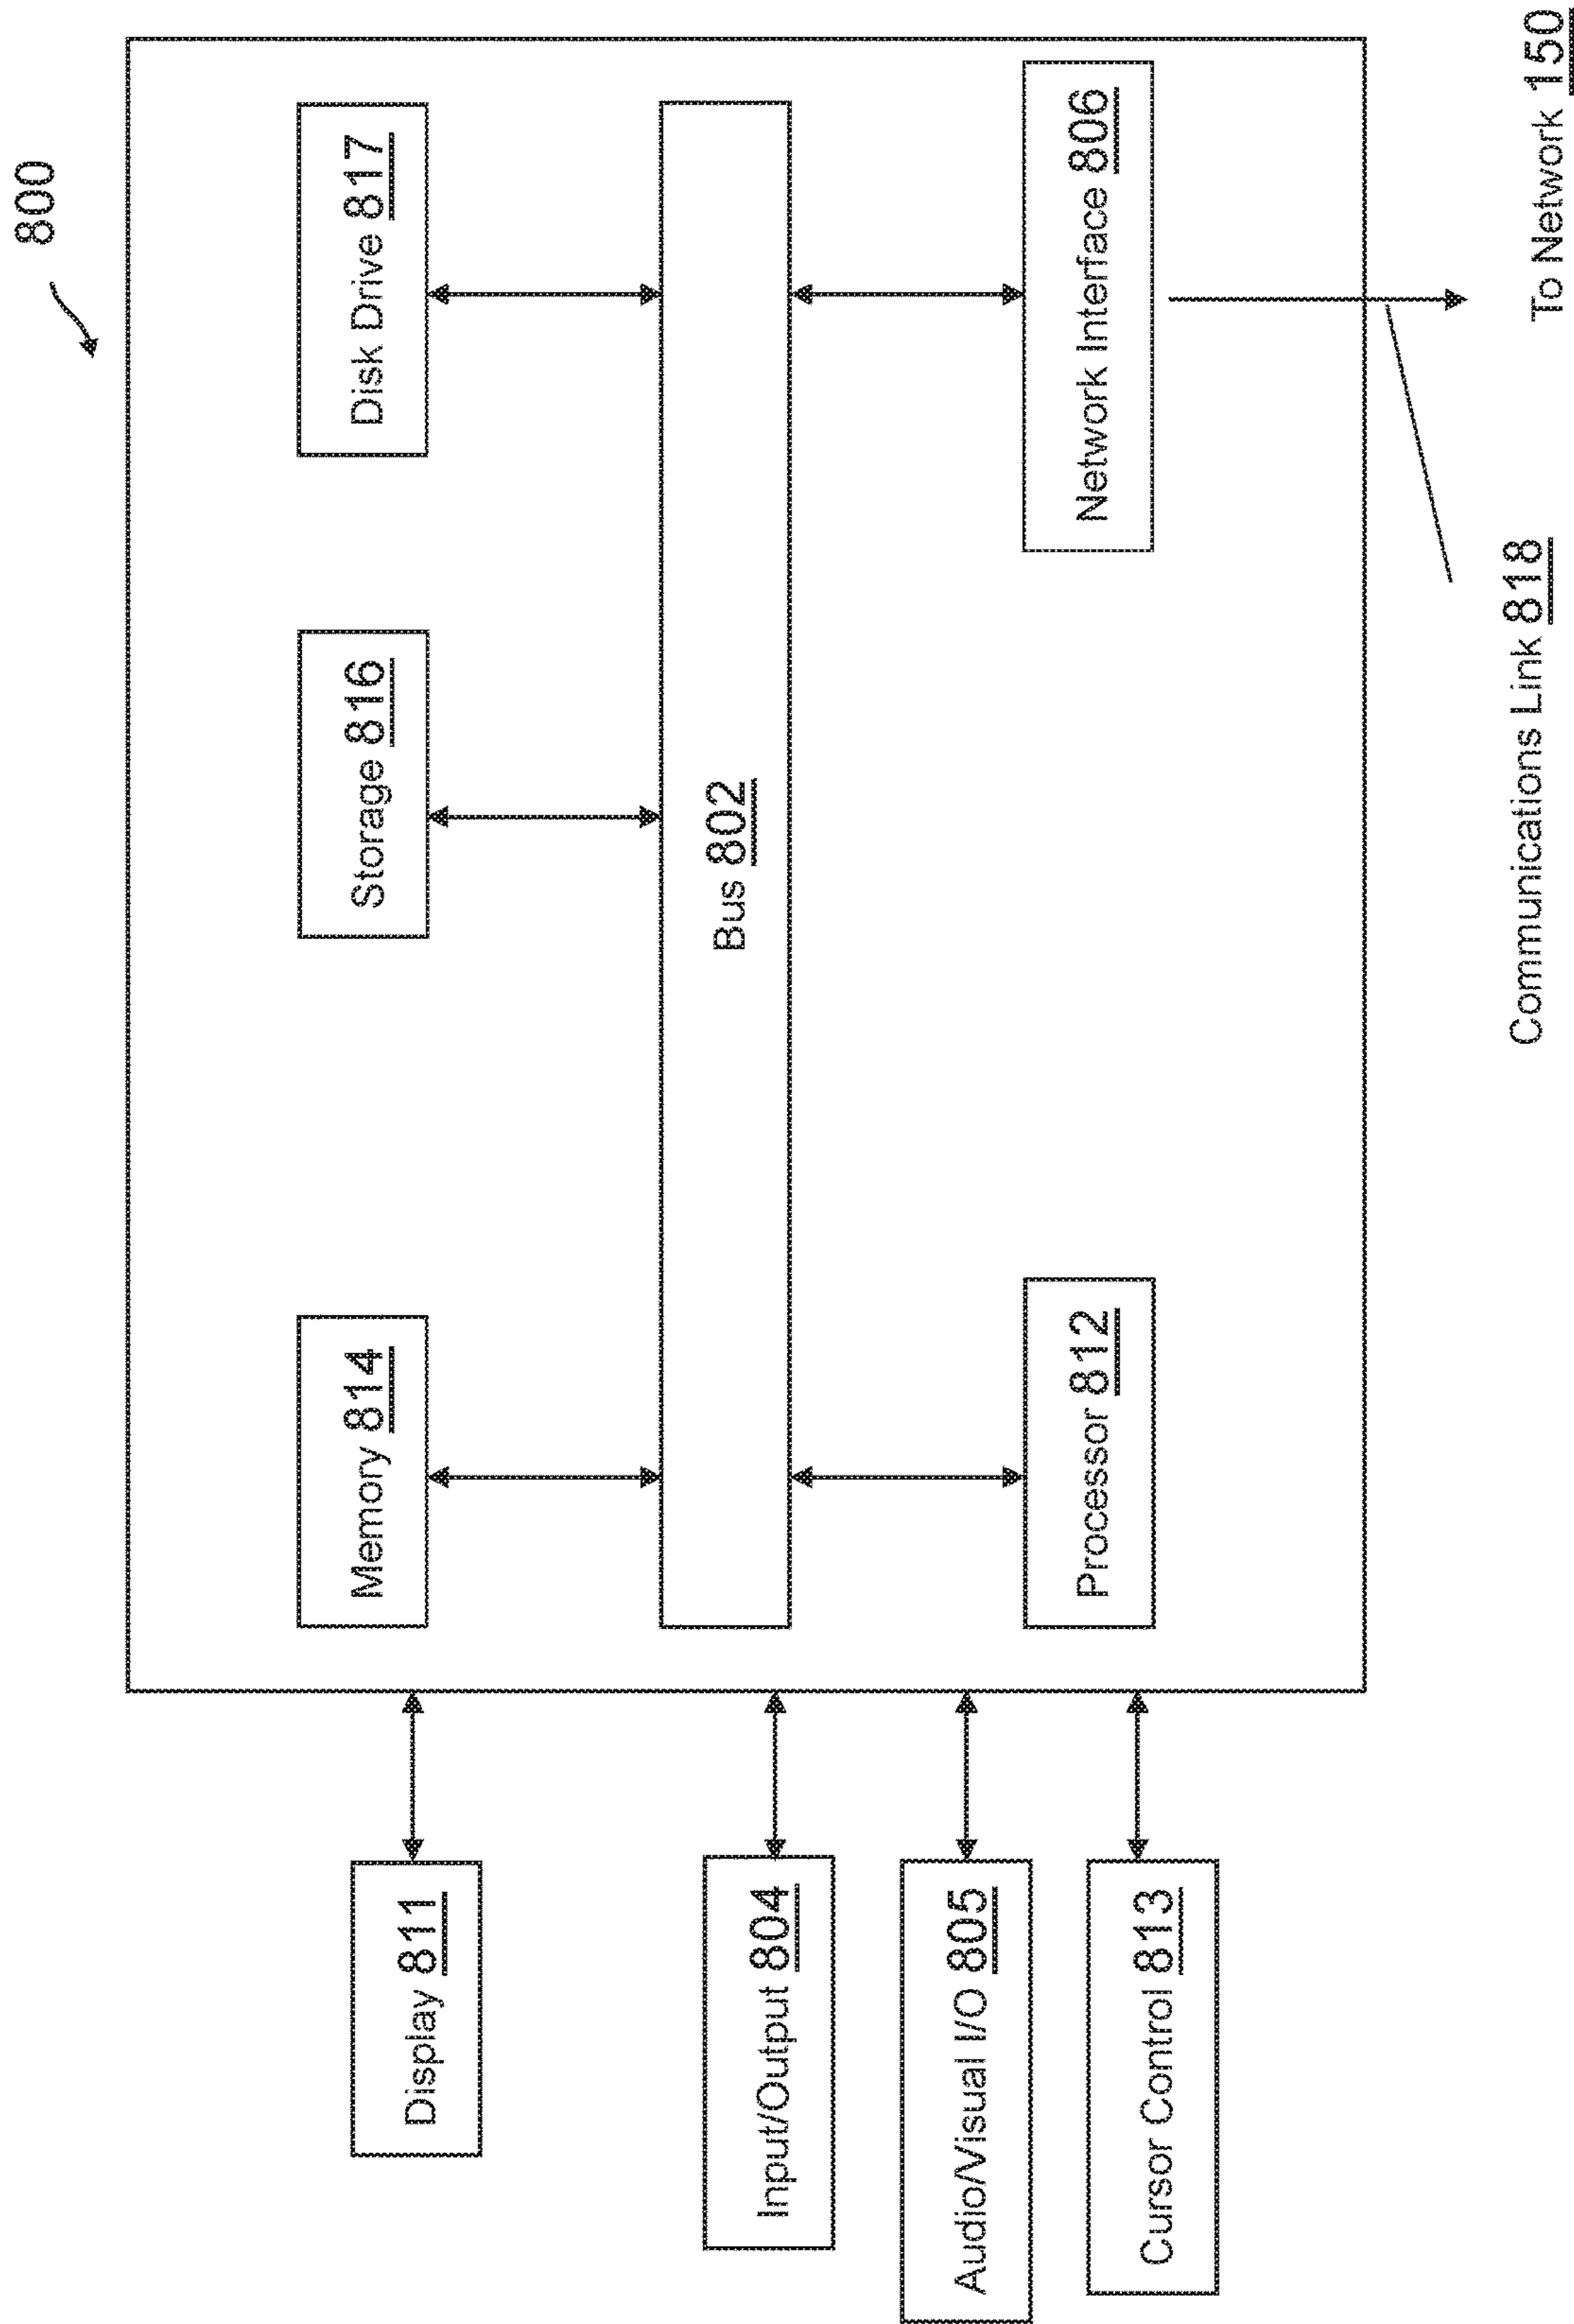 800
Display 811
Input/Output 804
Audio/Visual I/O 805
Cursor Control 813
Memory 814
Storage 816
Disk Drive 817
Bus 802
Processor 812
Network Interface 806
Communications Link 818
To Network 150